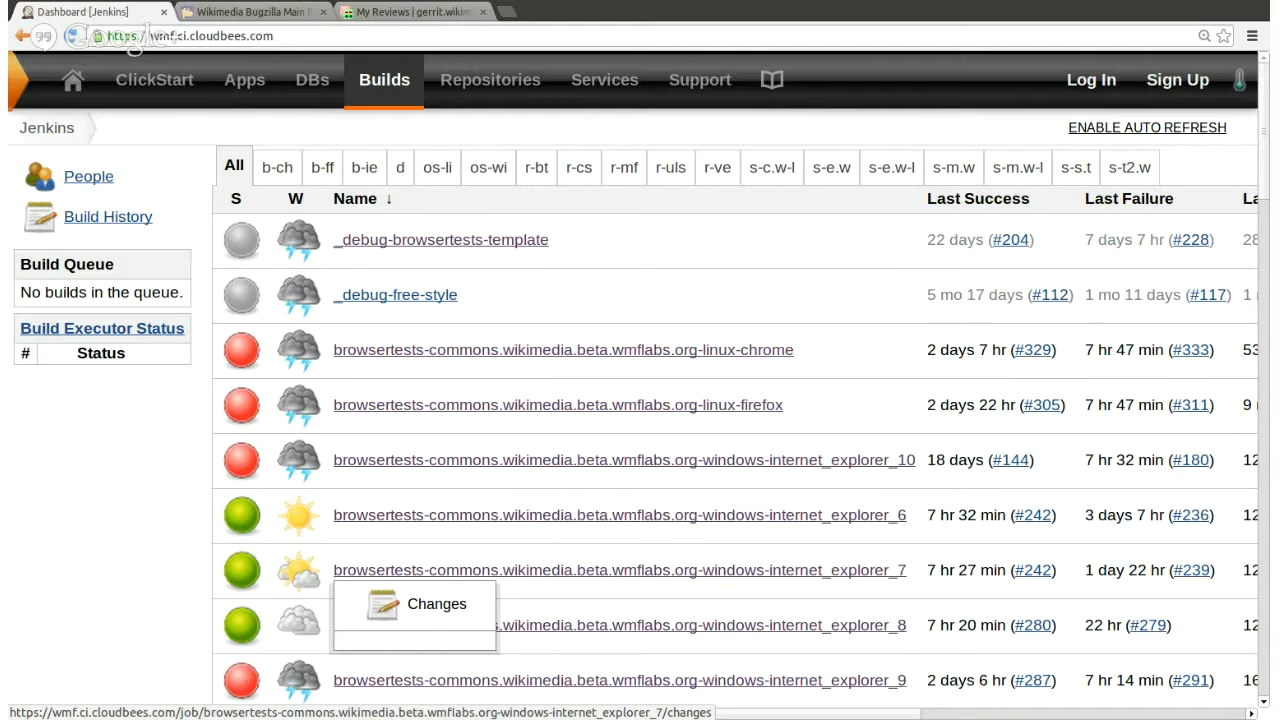 Dashboard [Jenkins] × Wikimedia Bugzilla Main × My Reviews | gerrit.wikim ×
Google+ https://wmf.ci.cloudbees.com
ClickStart Apps DBs Builds Repositories Services Support Log In Sign Up
Jenkins ENABLE AUTO REFRESH
People
Build History
Build Queue
No builds in the queue.
Build Executor Status
# Status
All b-ch b-ff b-ie d os-li os-wi r-bt r-cs r-mf r-uls r-ve s-c.w-l s-e.w s-e.w-l s-m.w s-m.w-l s-s.t s-t2.w
S W Name ↓ Last Success Last Failure La
_debug-browsertests-template 22 days (#204) 7 days 7 hr (#228) 28
_debug-free-style 5 mo 17 days (#112) 1 mo 11 days (#117) 1
browsertests-commons.wikimedia.beta.wmflabs.org-linux-chrome 2 days 7 hr (#329) 7 hr 47 min (#333) 53
browsertests-commons.wikimedia.beta.wmflabs.org-linux-firefox 2 days 22 hr (#305) 7 hr 47 min (#311) 9
browsertests-commons.wikimedia.beta.wmflabs.org-windows-internet_explorer_10 18 days (#144) 7 hr 32 min (#180) 12
browsertests-commons.wikimedia.beta.wmflabs.org-windows-internet_explorer_6 7 hr 32 min (#242) 3 days 7 hr (#236) 12
browsertests-commons.wikimedia.beta.wmflabs.org-windows-internet_explorer_7 7 hr 27 min (#242) 1 day 22 hr (#239) 12
Changes
s.wikimedia.beta.wmflabs.org-windows-internet_explorer_8 7 hr 20 min (#280) 22 hr (#279) 12
browsertests-commons.wikimedia.beta.wmflabs.org-windows-internet_explorer_9 2 days 6 hr (#287) 7 hr 14 min (#291) 16
https://wmf.ci.cloudbees.com/job/browsertests-commons.wikimedia.beta.wmflabs.org-windows-internet_explorer_7/changes